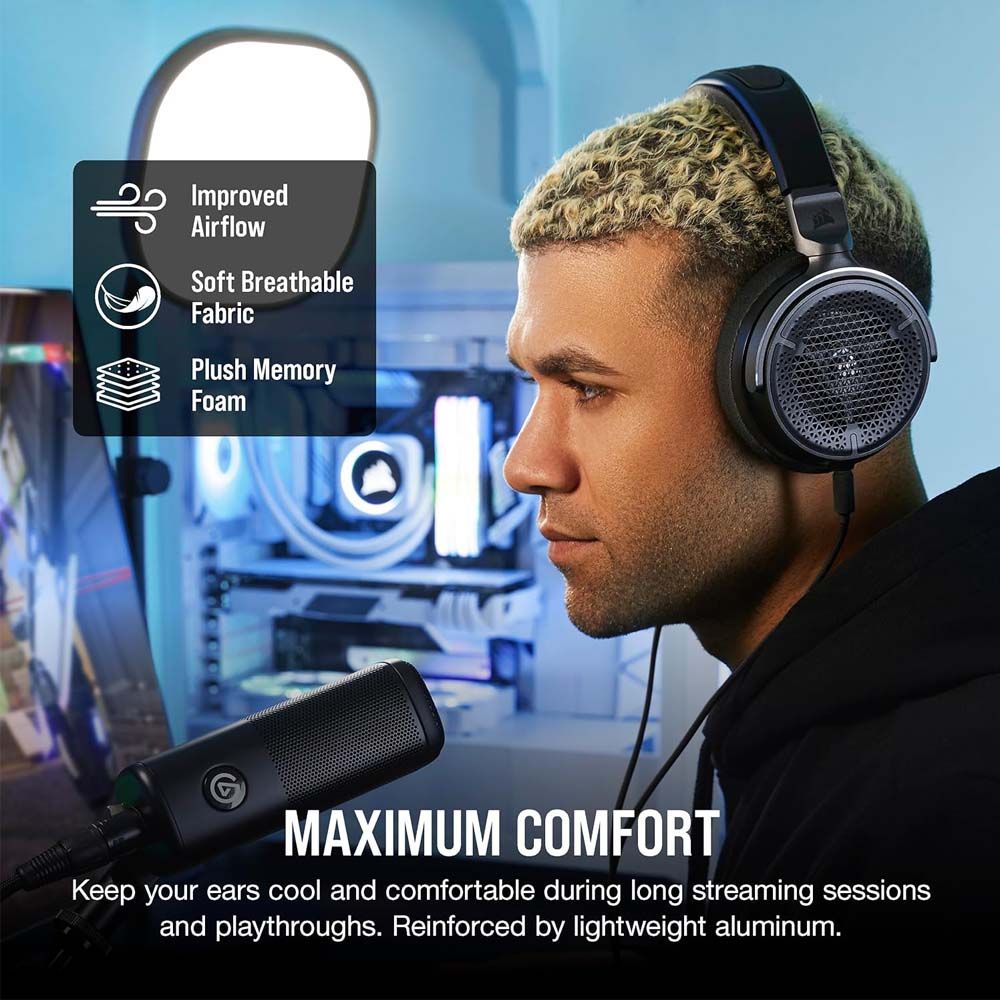 Improved
Airflow
Soft Breathable
Fabric
Plush Memory
Foam
MAXIMUM COMFORT
Keep your ears cool and comfortable during long streaming sessions
and playthroughs. Reinforced by lightweight aluminum.